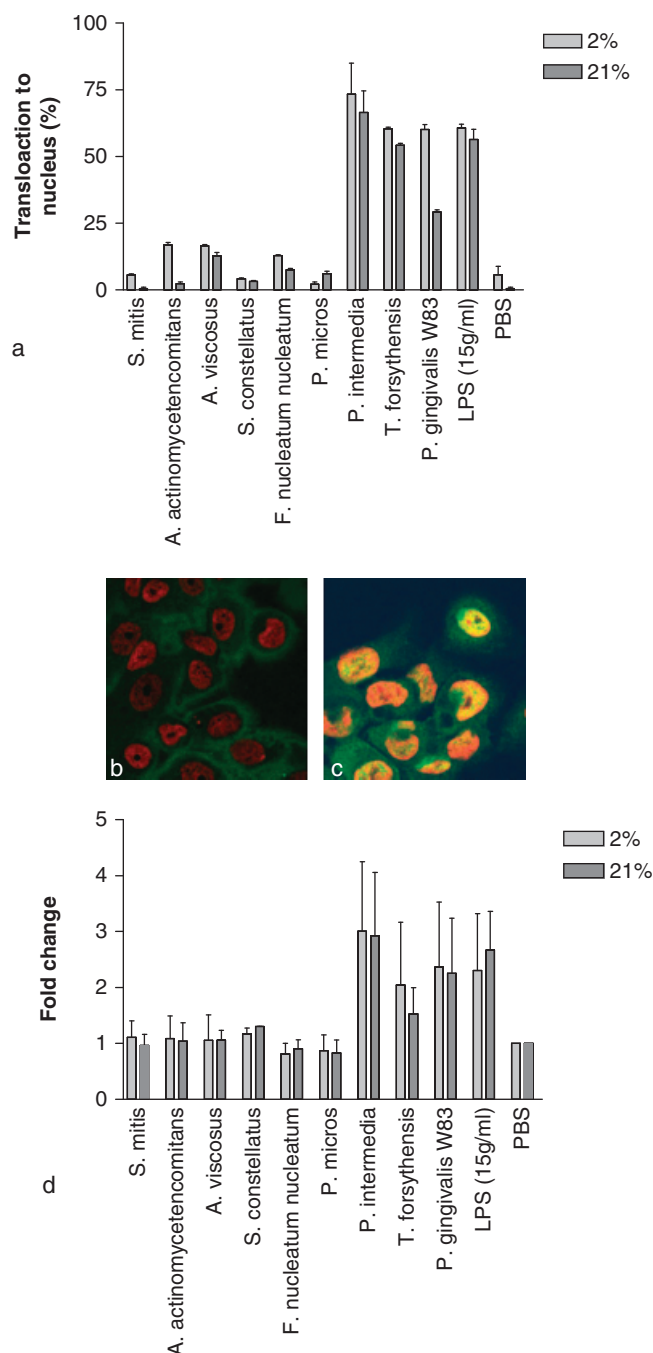 100
75
50
25
0
Transloaction to
nucleus (%)
2%
21%
S. mitis
A. actinomycetencomitans
A. viscosus
S. constellatus
F. nucleatum nucleatum
P. micros
P. intermedia
T. forsythensis
P. gingivalis W83
LPS (15g/ml)
PBS
a
b
c
5
4
3
2
1
0
Fold change
2%
21%
S. mitis
A. actinomycetencomitans
A. viscosus
S. constellatus
F. nucleatum nucleatum
P. micros
P. intermedia
T. forsythensis
P. gingivalis W83
LPS (15g/ml)
PBS
d